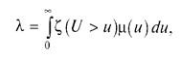 λ = ∫₀^∞ ζ(U > u)μ(u) du,